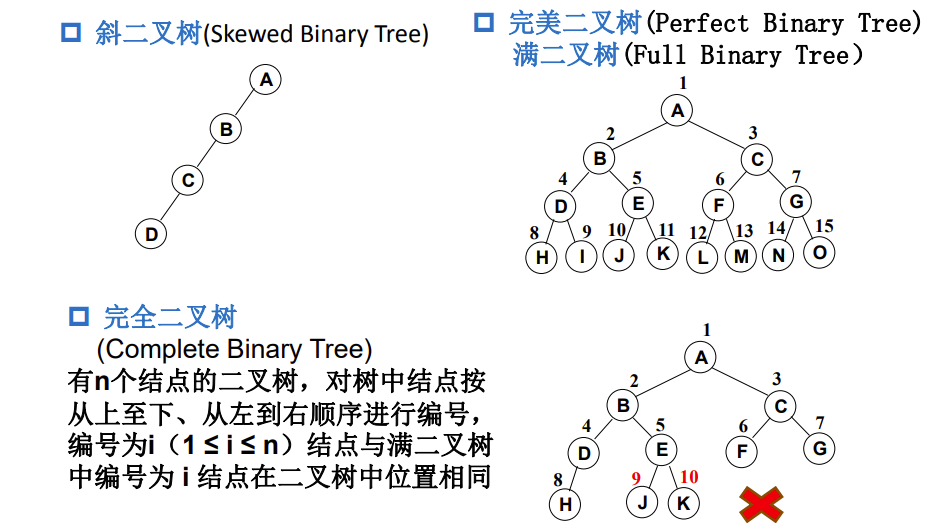 斜二叉树(Skewed Binary Tree)
A
B
C
D
完美二叉树(Perfect Binary Tree)
满二叉树(Full Binary Tree)
1
A
2 3
B C
4 5 6 7
D E F G
8 9 10 11 12 13 14 15
H I J K L M N O
完全二叉树
(Complete Binary Tree)
有n个结点的二叉树，对树中结点按
从上至下、从左到右顺序进行编号，
编号为i（1 ≤ i ≤ n）结点与满二叉树
中编号为 i 结点在二叉树中位置相同
1
A
2 3
B C
4 5 6 7
D E F G
8 9 10
H J K